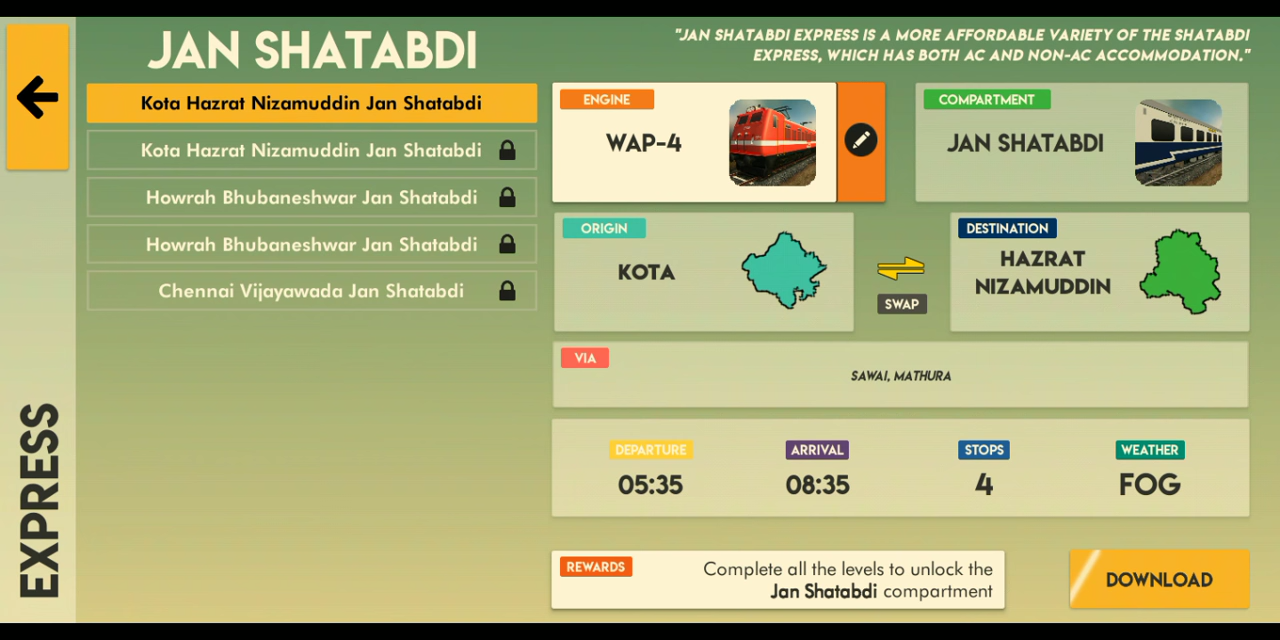 JAN SHATABDI
"JAN SHATABDI EXPRESS IS A MORE AFFORDABLE VARIETY OF THE SHATABDI
EXPRESS, WHICH HAS BOTH AC AND NON-AC ACCOMMODATION."
Kota Hazrat Nizamuddin Jan Shatabdi
Kota Hazrat Nizamuddin Jan Shatabdi
Howrah Bhubaneshwar Jan Shatabdi
Howrah Bhubaneshwar Jan Shatabdi
Chennai Vijayawada Jan Shatabdi
EXPRESS
ENGINE
WAP-4
COMPARTMENT
JAN SHATABDI
ORIGIN
KOTA
SWAP
DESTINATION
HAZRAT
NIZAMUDDIN
VIA
SAWAI, MATHURA
DEPARTURE
05:35
ARRIVAL
08:35
STOPS
4
WEATHER
FOG
REWARDS
Complete all the levels to unlock the
Jan Shatabdi compartment
DOWNLOAD